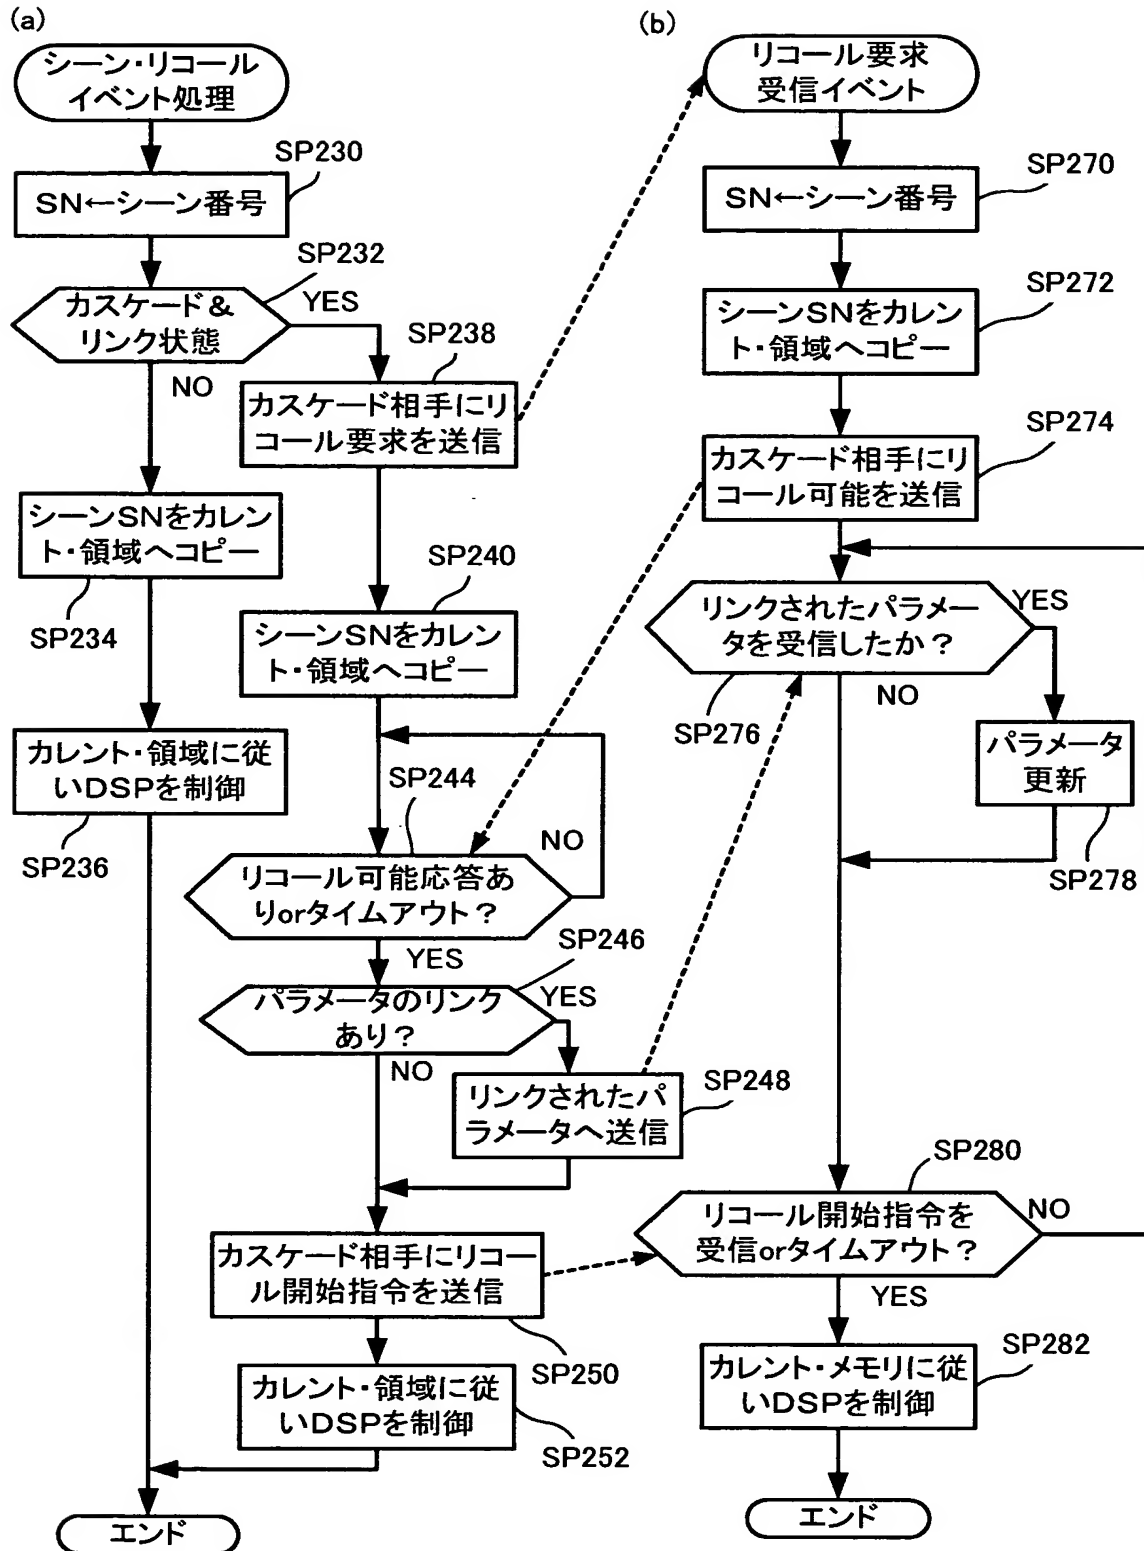 (a)
シーン・リコール
イベント処理
SP230
SN←シーン番号
SP232
カスケード&
リンク状態
YES
NO
SP238
カスケード相手にリ
コール要求を送信
シーンSNをカレン
ト・領域へコピー
SP234
SP240
シーンSNをカレン
ト・領域へコピー
カレント・領域に従
いDSPを制御
SP236
SP244
NO
リコール可能応答あ
りorタイムアウト?
YES
SP246
パラメータのリンク
あり?
YES
NO
SP248
リンクされたパ
ラメータへ送信
カスケード相手にリコー
ル開始指令を送信
SP250
カレント・領域に従
いDSPを制御
SP252
エンド
(b)
リコール要求
受信イベント
SP270
SN←シーン番号
SP272
シーンSNをカレン
ト・領域へコピー
SP274
カスケード相手にリ
コール可能を送信
リンクされたパラメー
タを受信したか?
YES
NO
SP276
パラメータ
更新
SP278
SP280
リコール開始指令を
受信orタイムアウト?
NO
YES
SP282
カレント・メモリに従
いDSPを制御
エンド